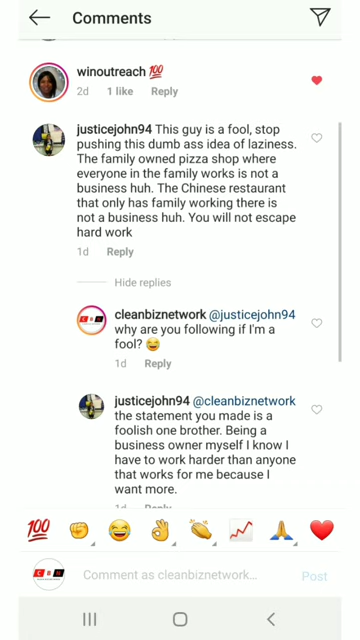 Comments
winoutreach 💯
2d 1 like Reply
justicejohn94 This guy is a fool, stop
pushing this dumb ass idea of laziness.
The family owned pizza shop where
everyone in the family works is not a
business huh. The Chinese restaurant
that only has family working there is
not a business huh. You will not escape
hard work
1d Reply
Hide replies
cleanbiznetwork @justicejohn94
why are you following if I'm a
fool? 😂
1d Reply
justicejohn94 @cleanbiznetwork
the statement you made is a
foolish one brother. Being a
business owner myself I know I
have to work harder than anyone
that works for me because I
want more.
1d Reply
💯 ✊ 😂 👌 👏 📈 🙏 ❤️
Comment as cleanbiznetwork... Post